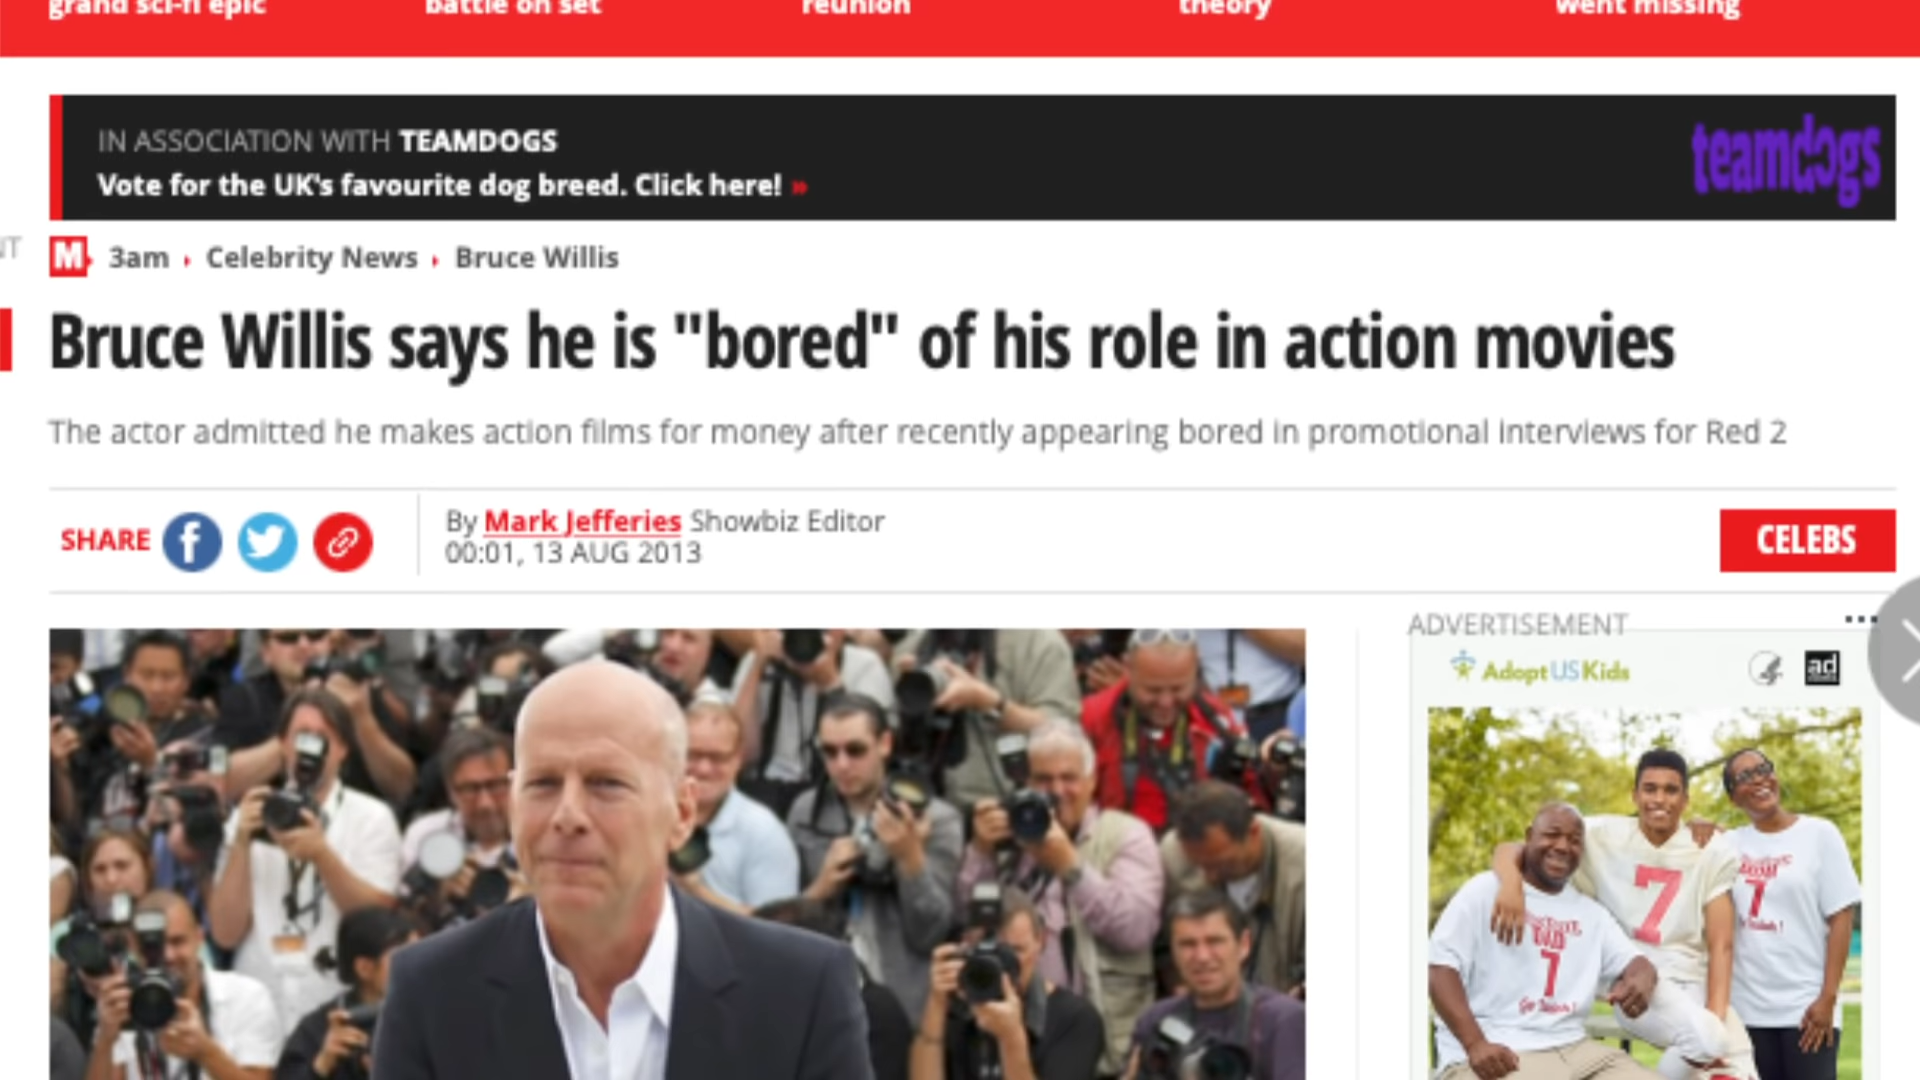 grand sci-fi epic
battle on set
reunion
theory
went missing
IN ASSOCIATION WITH TEAMDOGS
Vote for the UK's favourite dog breed. Click here! »
teamdogs
M 3am › Celebrity News › Bruce Willis
Bruce Willis says he is "bored" of his role in action movies
The actor admitted he makes action films for money after recently appearing bored in promotional interviews for Red 2
SHARE
By Mark Jefferies Showbiz Editor
00:01, 13 AUG 2013
CELEBS
ADVERTISEMENT
AdoptUSKids
ad
7
DAD
7
7